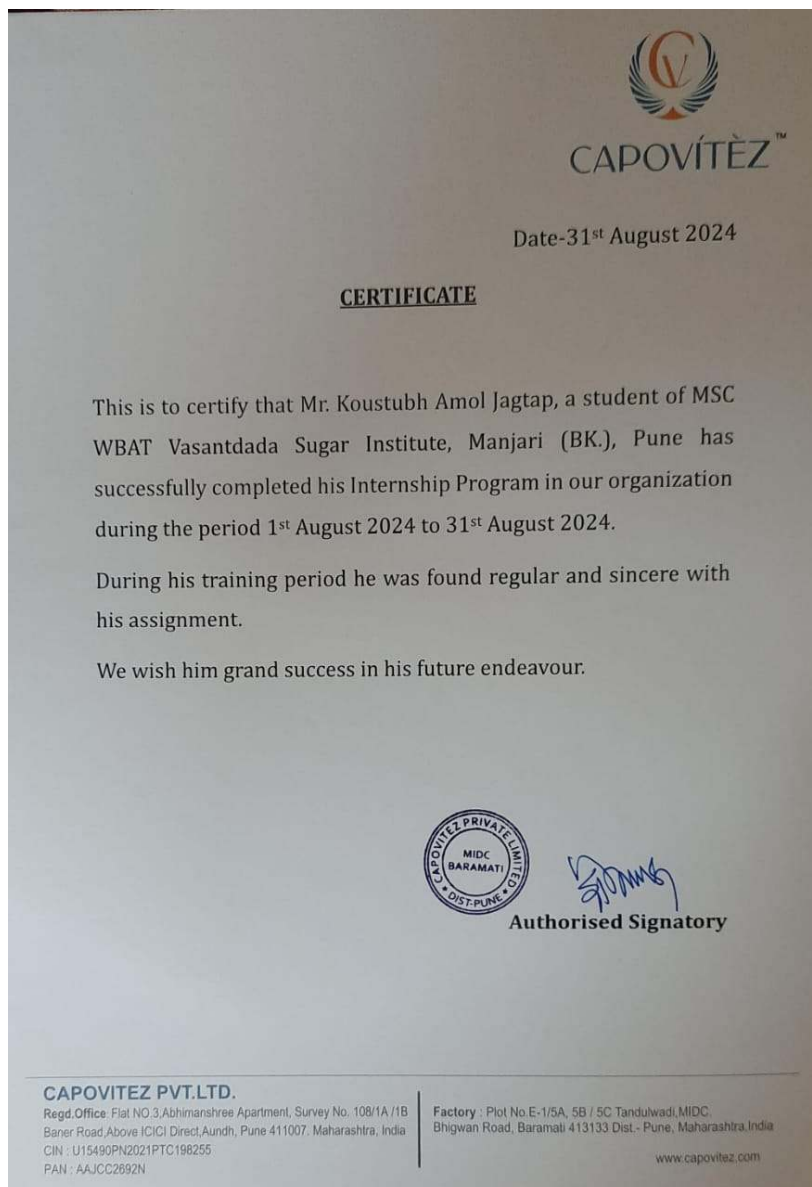 CV
CAPOVÍTÈZ™
Date-31st August 2024
CERTIFICATE
This is to certify that Mr. Koustubh Amol Jagtap, a student of MSC
WBAT Vasantdada Sugar Institute, Manjari (BK.), Pune has
successfully completed his Internship Program in our organization
during the period 1st August 2024 to 31st August 2024.
During his training period he was found regular and sincere with
his assignment.
We wish him grand success in his future endeavour.
CAPOVITEZ PRIVATE LIMITED
MIDC
BARAMATI
* DIST-PUNE *
Authorised Signatory
CAPOVITEZ PVT.LTD.
Regd.Office: Flat NO.3,Abhimanshree Apartment, Survey No. 108/1A /1B
Baner Road,Above ICICI Direct,Aundh, Pune 411007. Maharashtra, India
CIN : U15490PN2021PTC198255
PAN : AAJCC2692N
Factory : Plot No.E-1/5A, 5B / 5C Tandulwadi,MIDC.
Bhigwan Road, Baramati 413133 Dist.- Pune, Maharashtra.India
www.capovitez.com